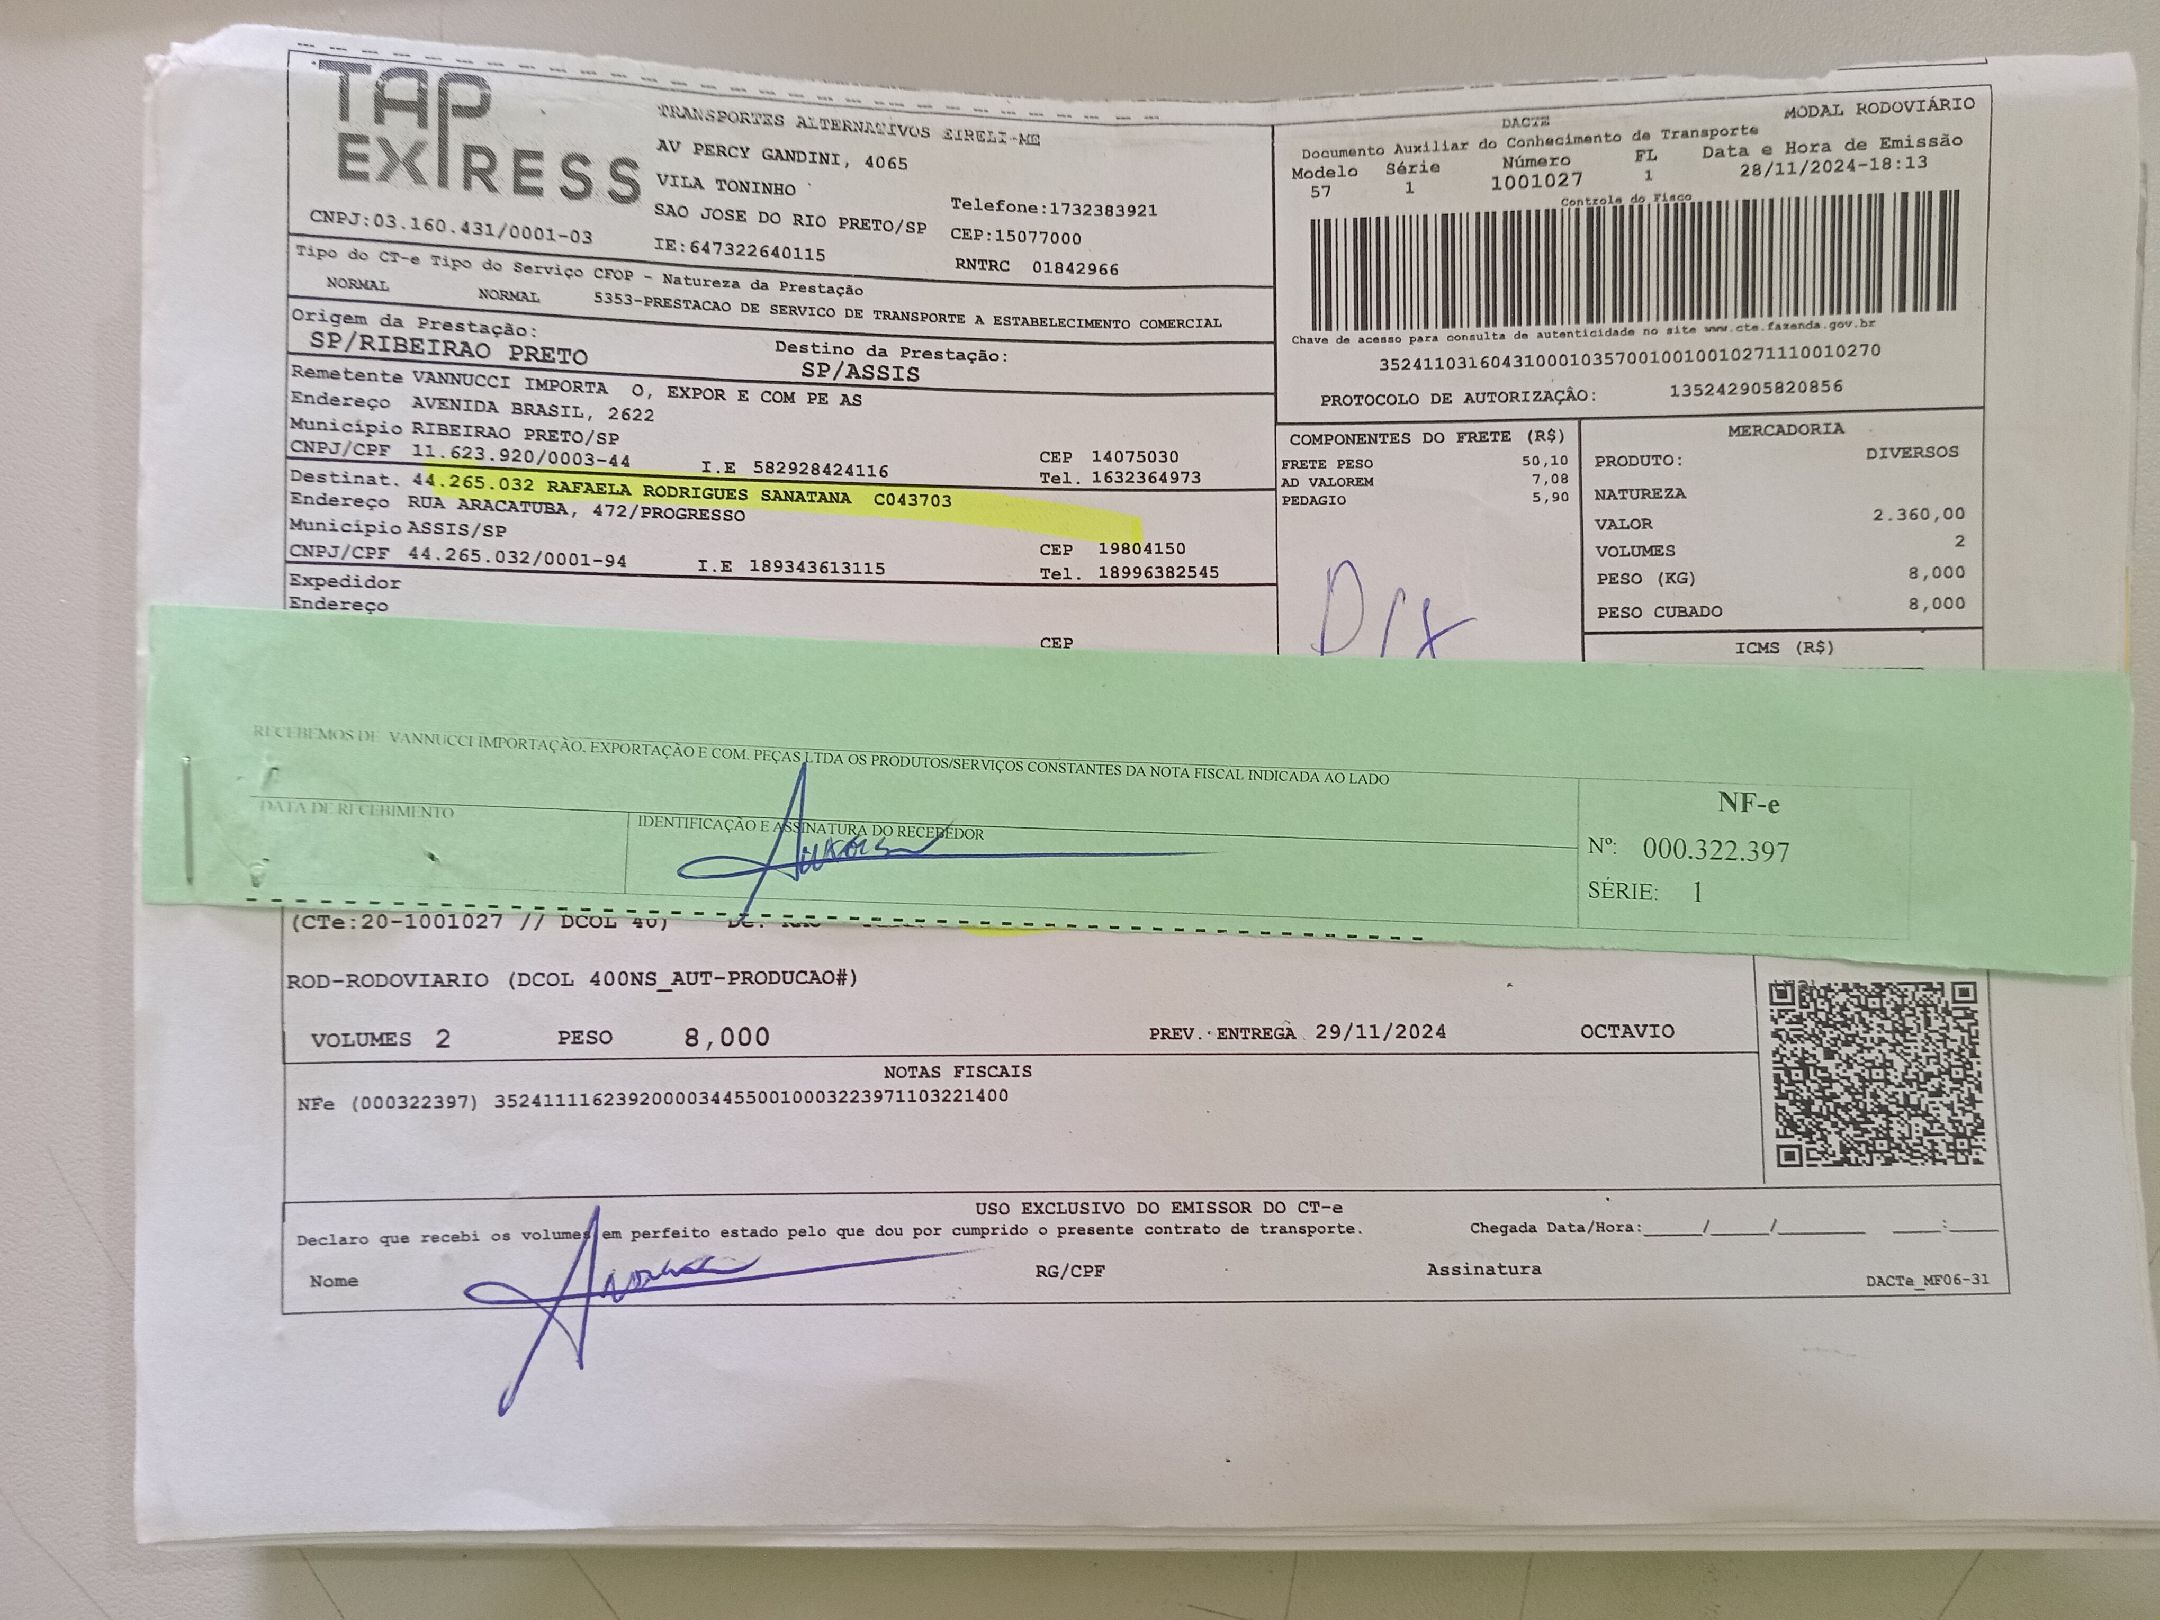 TAP EXPRESS
TRANSPORTES ALTERNATIVOS EIRELI-ME
AV PERCY GANDINI, 4065
VILA TONINHO
SAO JOSE DO RIO PRETO/SP
IE:647322640115
Telefone:1732383921
CEP:15077000
RNTRC 01842966
CNPJ:03.160.431/0001-03
DACTE MODAL RODOVIÁRIO
Documento Auxiliar do Conhecimento de Transporte
Modelo Série Número FL Data e Hora de Emissão
57 1 1001027 1 28/11/2024-18:13
Controle do Fisco
Chave de acesso para consulta de autenticidade no site www.cte.fazenda.gov.br
35241103160431000103570010010010271110010270
PROTOCOLO DE AUTORIZAÇÂO: 135242905820856
Tipo do CT-e Tipo do Serviço CFOP - Natureza da Prestação
NORMAL NORMAL 5353-PRESTACAO DE SERVICO DE TRANSPORTE A ESTABELECIMENTO COMERCIAL
Origem da Prestação: Destino da Prestação:
SP/RIBEIRAO PRETO SP/ASSIS
Remetente VANNUCCI IMPORTA O, EXPOR E COM PE AS
Endereço AVENIDA BRASIL, 2622
Município RIBEIRAO PRETO/SP CEP 14075030
CNPJ/CPF 11.623.920/0003-44 I.E 582928424116 Tel. 1632364973
Destinat. 44.265.032 RAFAELA RODRIGUES SANATANA C043703
Endereço RUA ARACATUBA, 472/PROGRESSO
Município ASSIS/SP CEP 19804150
CNPJ/CPF 44.265.032/0001-94 I.E 189343613115 Tel. 18996382545
Expedidor
Endereço
CEP
COMPONENTES DO FRETE (R$)
FRETE PESO 50,10
AD VALOREM 7,08
PEDAGIO 5,90
MERCADORIA
PRODUTO: DIVERSOS
NATUREZA
VALOR 2.360,00
VOLUMES 2
PESO (KG) 8,000
PESO CUBADO 8,000
ICMS (R$)
RECEBEMOS DE VANNUCCI IMPORTAÇÃO, EXPORTAÇÃO E COM. PEÇAS LTDA OS PRODUTOS/SERVIÇOS CONSTANTES DA NOTA FISCAL INDICADA AO LADO
DATA DE RECEBIMENTO IDENTIFICAÇÃO E ASSINATURA DO RECEBEDOR
NF-e
Nº: 000.322.397
SÉRIE: 1
(CTe:20-1001027 // DCOL 40)
ROD-RODOVIARIO (DCOL 400NS_AUT-PRODUCAO#)
VOLUMES 2 PESO 8,000 PREV. ENTREGA 29/11/2024 OCTAVIO
NOTAS FISCAIS
NFe (000322397) 35241111623920000344550010003223971103221400
USO EXCLUSIVO DO EMISSOR DO CT-e
Declaro que recebi os volumes em perfeito estado pelo que dou por cumprido o presente contrato de transporte. Chegada Data/Hora:____/____/______ ___:___
Nome RG/CPF Assinatura
DACTe_MF06-31